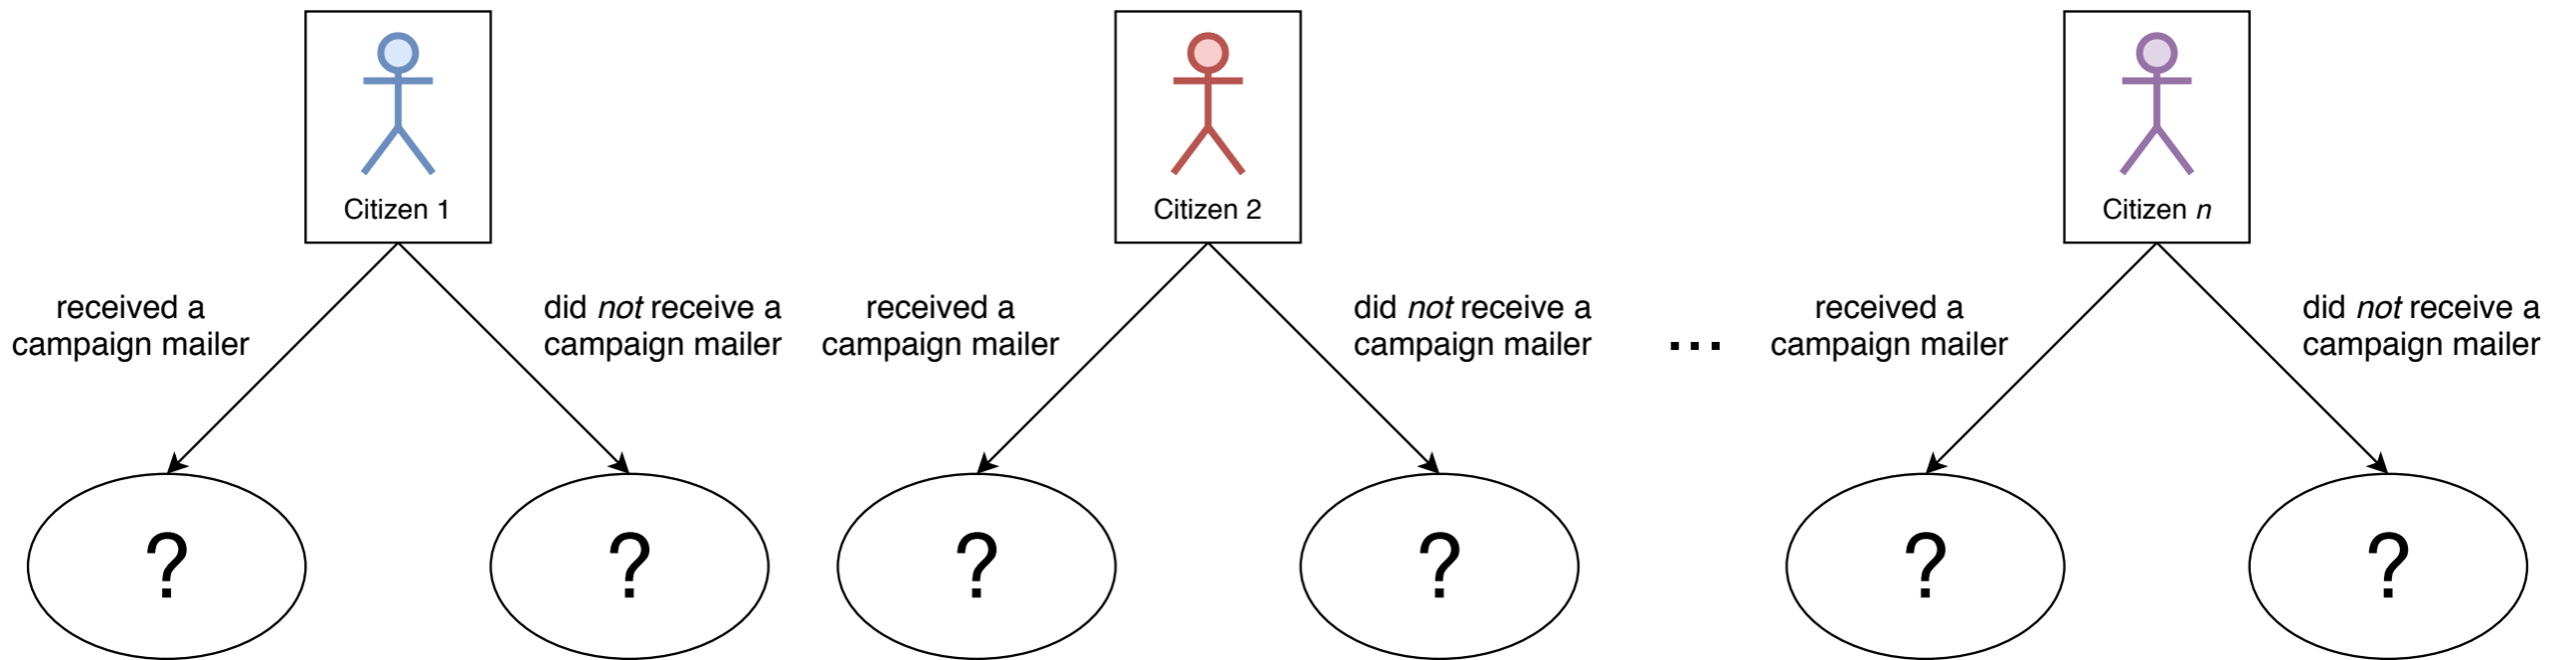 Citizen 1
Citizen 2
Citizen n
received a
campaign mailer
did not receive a
campaign mailer
received a
campaign mailer
did not receive a
campaign mailer
...
received a
campaign mailer
did not receive a
campaign mailer
?
?
?
?
?
?